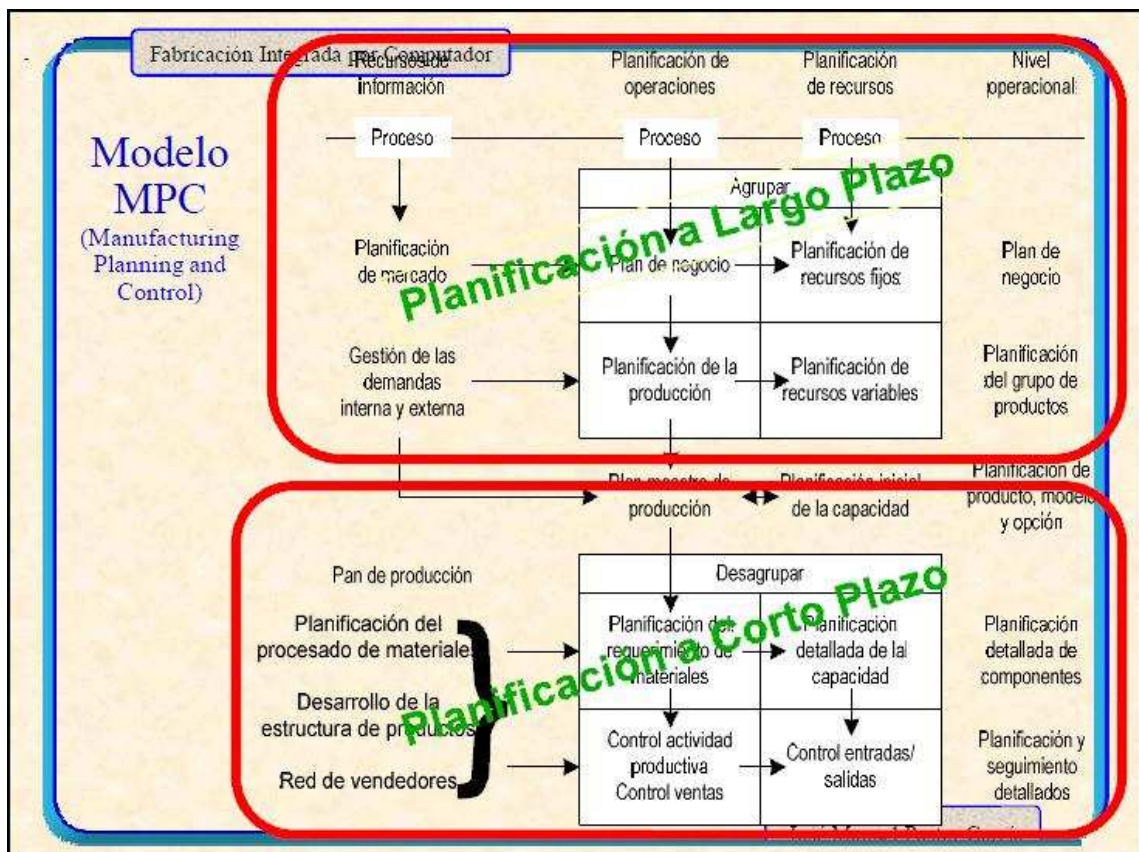 Fabricación Integrada por Computador
Modelo
MPC
(Manufacturing
Planning and
Control)
Recursos de
información
Planificación de
operaciones
Planificación
de recursos
Nivel
operacional
Proceso
Proceso
Proceso
Agrupar
Planificación a Largo Plazo
Planificación
de mercado
Plan de negocio
Planificación de
recursos fijos
Plan de
negocio
Gestión de las
demandas
interna y externa
Planificación de la
producción
Planificación de
recursos variables
Planificación
del grupo de
productos
Plan maestro de
producción
Planificación inicial
de la capacidad
Planificación de
producto, modelo
y opción
Pan de producción
Desagrupar
Planificación a Corto Plazo
Planificación del
procesado de materiales
Desarrollo de la
estructura de productos
Red de vendedores
}
Planificación del
requerimiento de
materiales
Planificación
detallada de lal
capacidad
Planificación
detallada de
componentes
Control actividad
productiva
Control ventas
Control entradas/
salidas
Planificación y
seguimiento
detallados